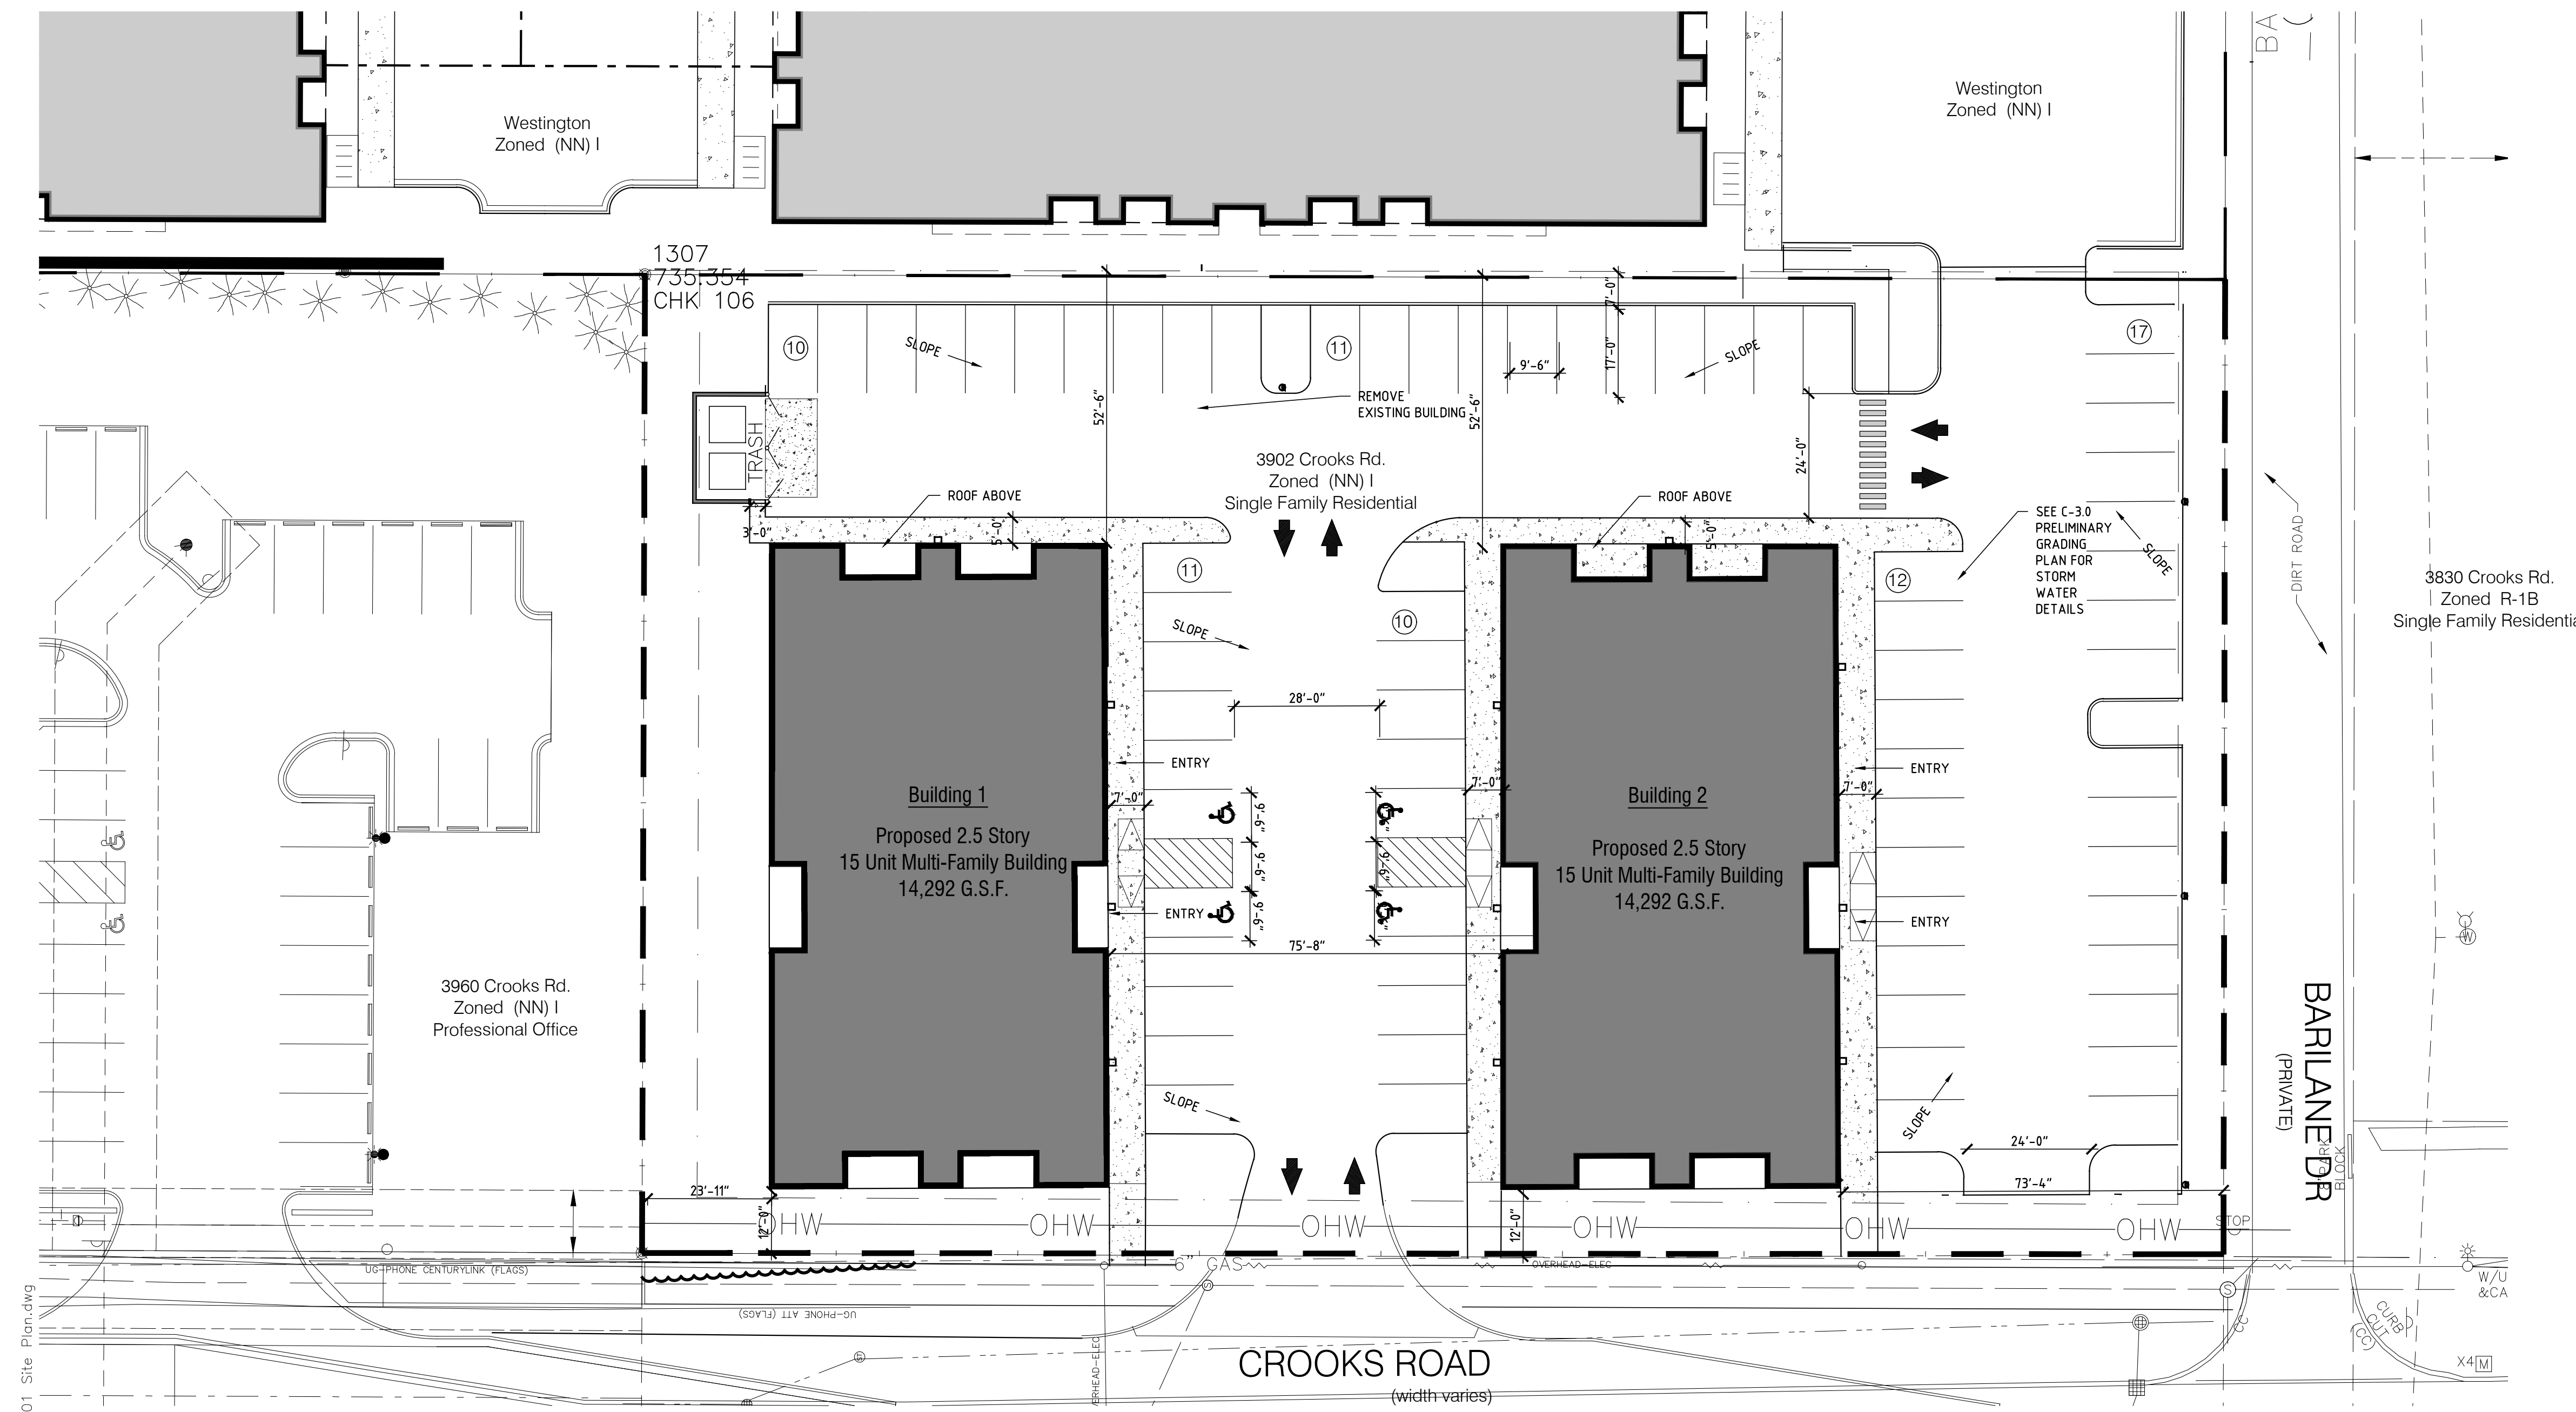 BA
Westington
Zoned (NN) I
Westington
Zoned (NN) I
1307
735.354
CHK 106
10
SLOPE
11
9'-6"
7'-0"
17'-0"
SLOPE
17
52'-6"
REMOVE
EXISTING BUILDING
52'-6"
TRASH
3902 Crooks Rd.
Zoned (NN) I
Single Family Residential
24'-0"
ROOF ABOVE
ROOF ABOVE
3'-0"
5'-0"
5'-0"
SEE C-3.0
PRELIMINARY
GRADING
PLAN FOR
STORM
WATER
DETAILS
SLOPE
DIRT ROAD
3830 Crooks Rd.
Zoned R-1B
Single Family Residentia
11
12
10
SLOPE
28'-0"
ENTRY
ENTRY
7'-0"
7'-0"
7'-0"
Building 1
Proposed 2.5 Story
15 Unit Multi-Family Building
14,292 G.S.F.
Building 2
Proposed 2.5 Story
15 Unit Multi-Family Building
14,292 G.S.F.
9'-6"
9'-6"
9'-6"
9'-6"
ENTRY
ENTRY
75'-8"
3960 Crooks Rd.
Zoned (NN) I
Professional Office
BARILANE DR
(PRIVATE)
SLOPE
SLOPE
24'-0"
73'-4"
BLOCK
23'-11"
12'-0"
12'-0"
OHW
OHW
OHW
OHW
OHW
OHW
STOP
W
6" GAS
UG-PHONE CENTURYLINK (FLAGS)
OVERHEAD-ELEC
UG-PHONE ATT (FLAGS)
S
S
W/U
&CA
CC
CURB
CUT
(CC)
X4 M
CROOKS ROAD
(width varies)
01 Site Plan.dwg